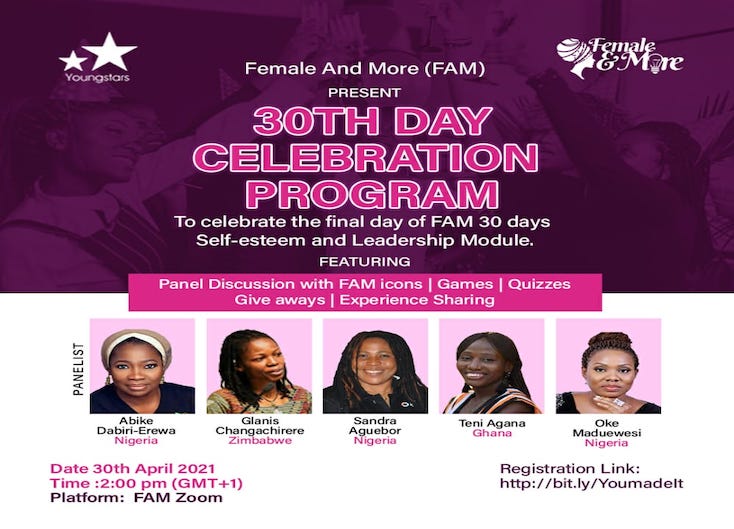 Youngstars
Female
& More
Female And More (FAM)
PRESENT
30TH DAY
CELEBRATION
PROGRAM
To celebrate the final day of FAM 30 days
Self-esteem and Leadership Module.
FEATURING
Panel Discussion with FAM icons | Games | Quizzes
Give aways | Experience Sharing
PANELIST
Abike
Dabiri-Erewa
Nigeria
Glanis
Changachirere
Zimbabwe
Sandra
Aguebor
Nigeria
Teni Agana
Ghana
Oke
Maduewesi
Nigeria
Date 30th April 2021
Time :2:00 pm (GMT+1)
Platform: FAM Zoom
Registration Link:
http://bit.ly/YoumadeIt